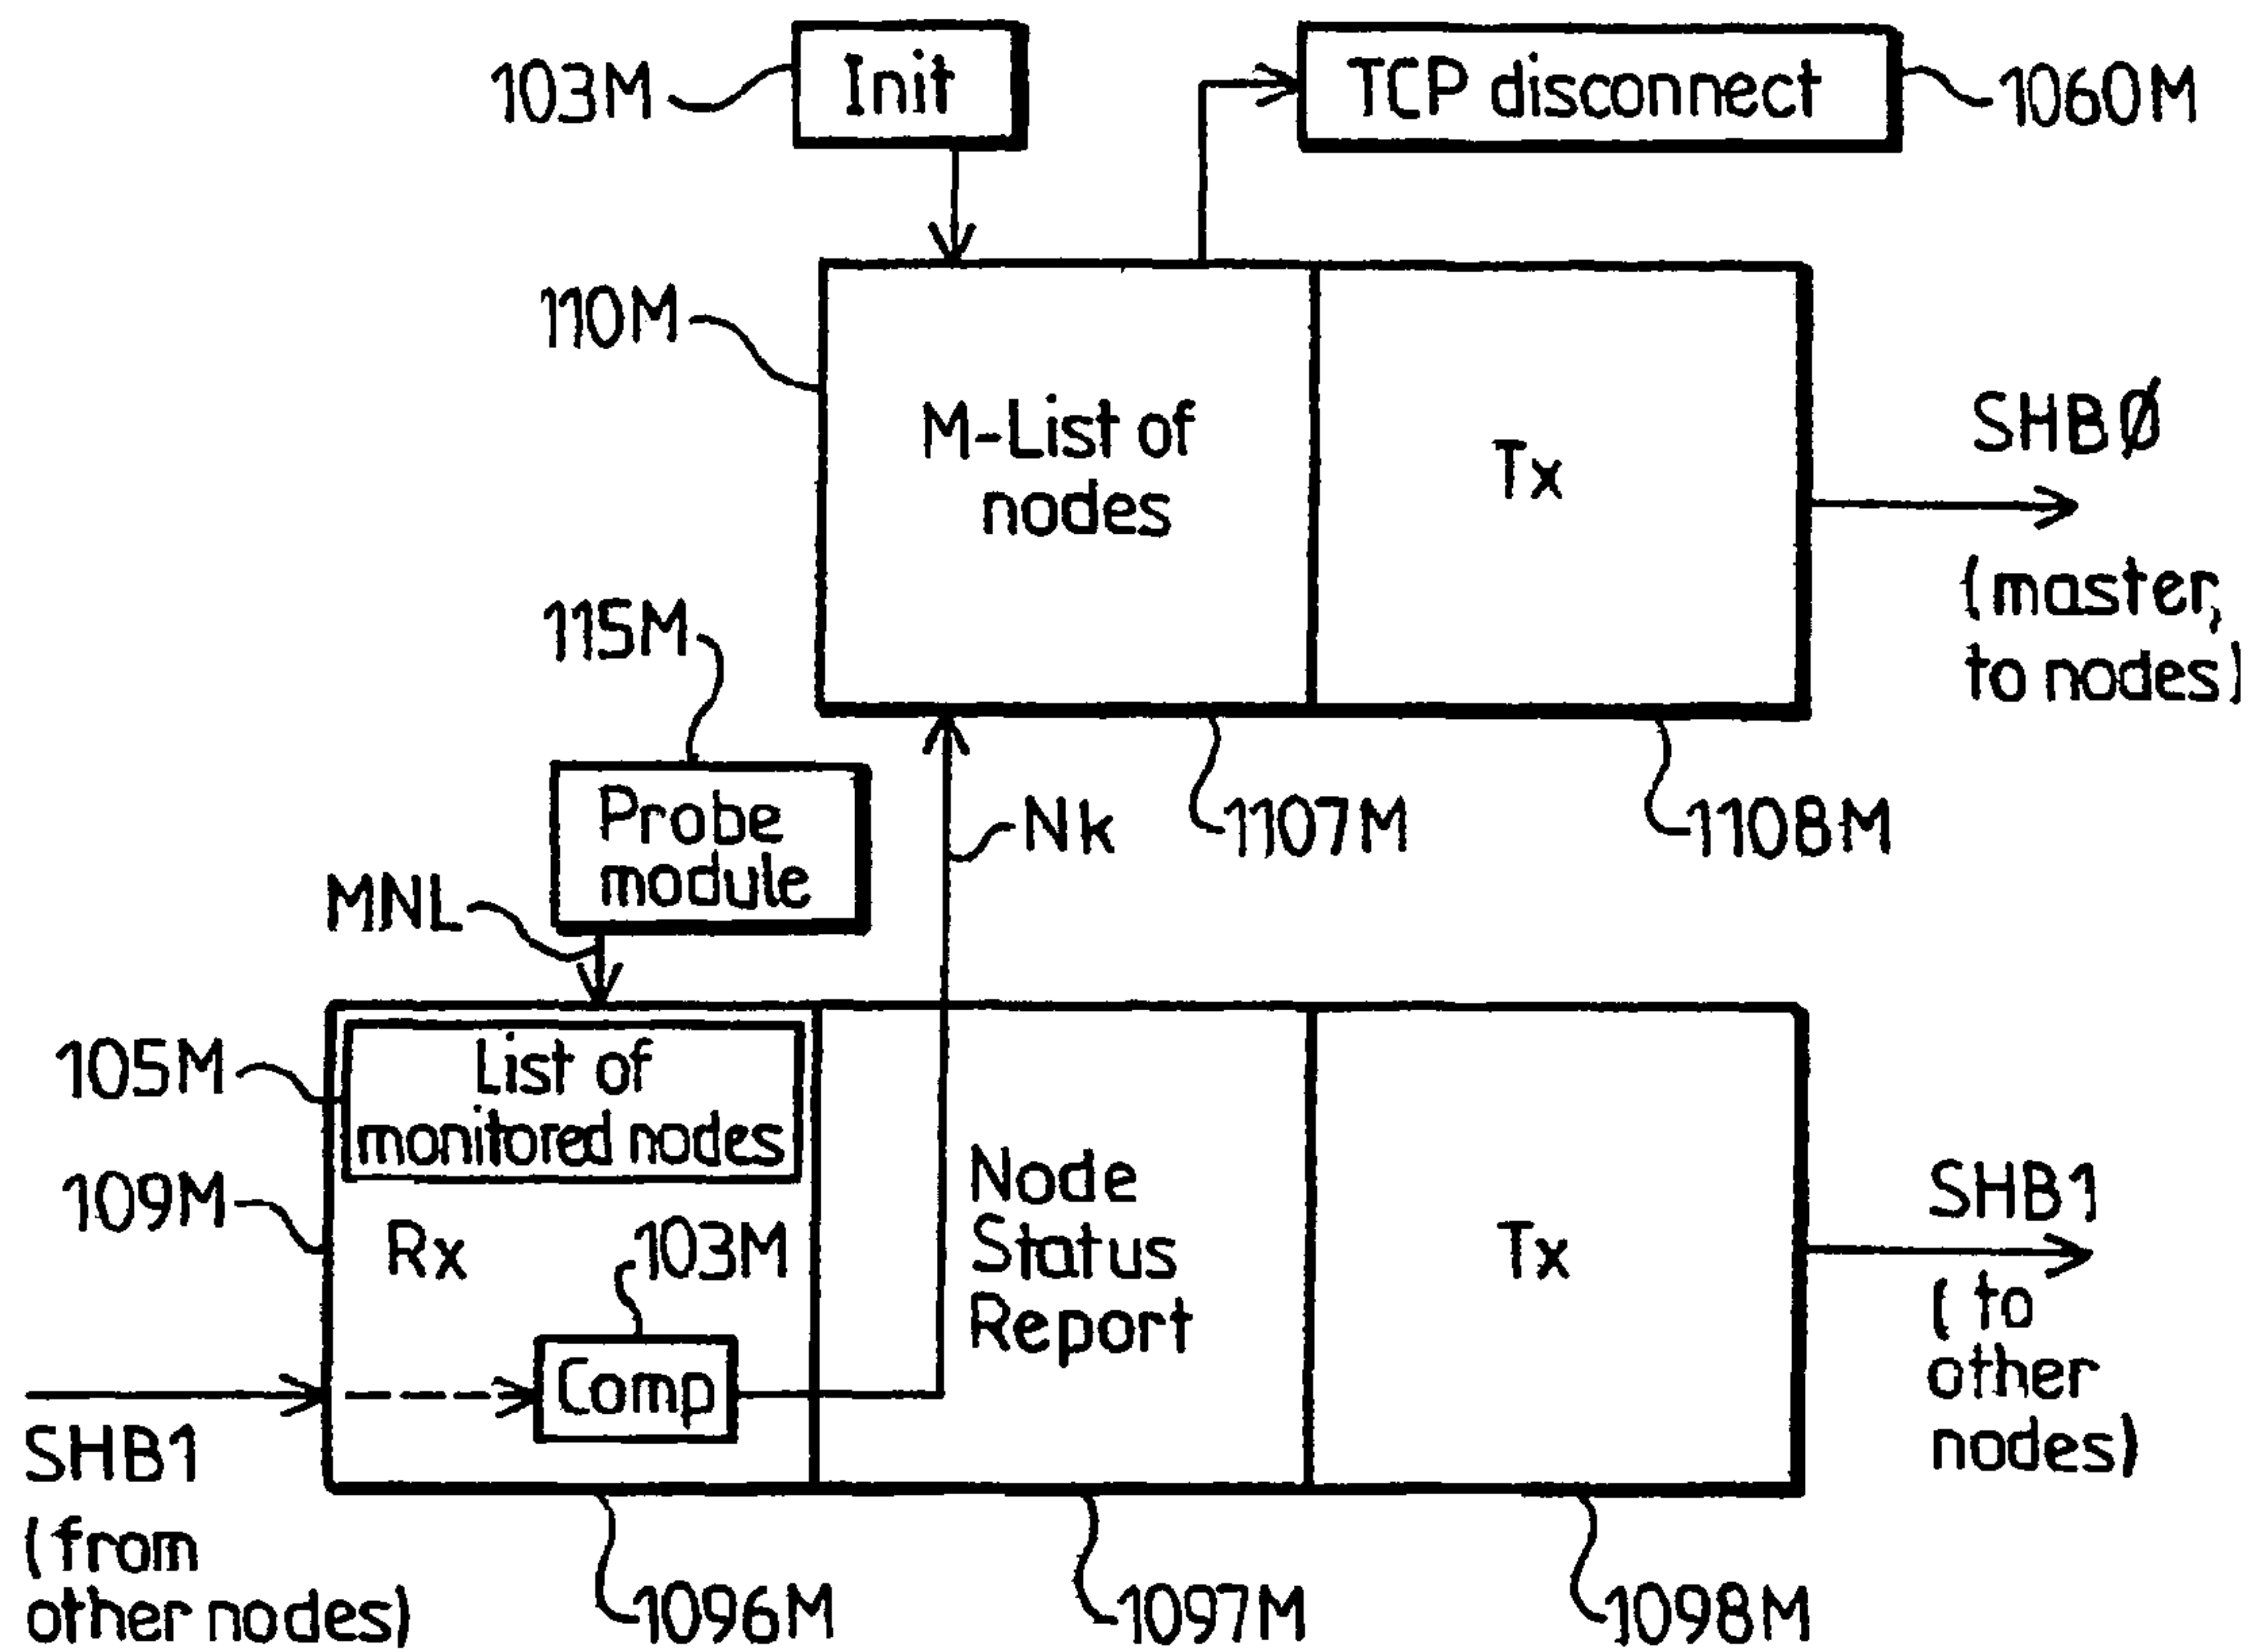 103M
Init
TCP disconnect
1060M
110M
M-List of
nodes
Tx
SHBØ
(master,
to nodes)
115M
Probe
module
MNL
Nk
1107M
1108M
105M
List of
monitored nodes
109M
Rx
103M
Comp
Node
Status
Report
Tx
SHB1
( to
other
nodes)
SHB1
(from
other nodes)
1096M
1097M
1098M